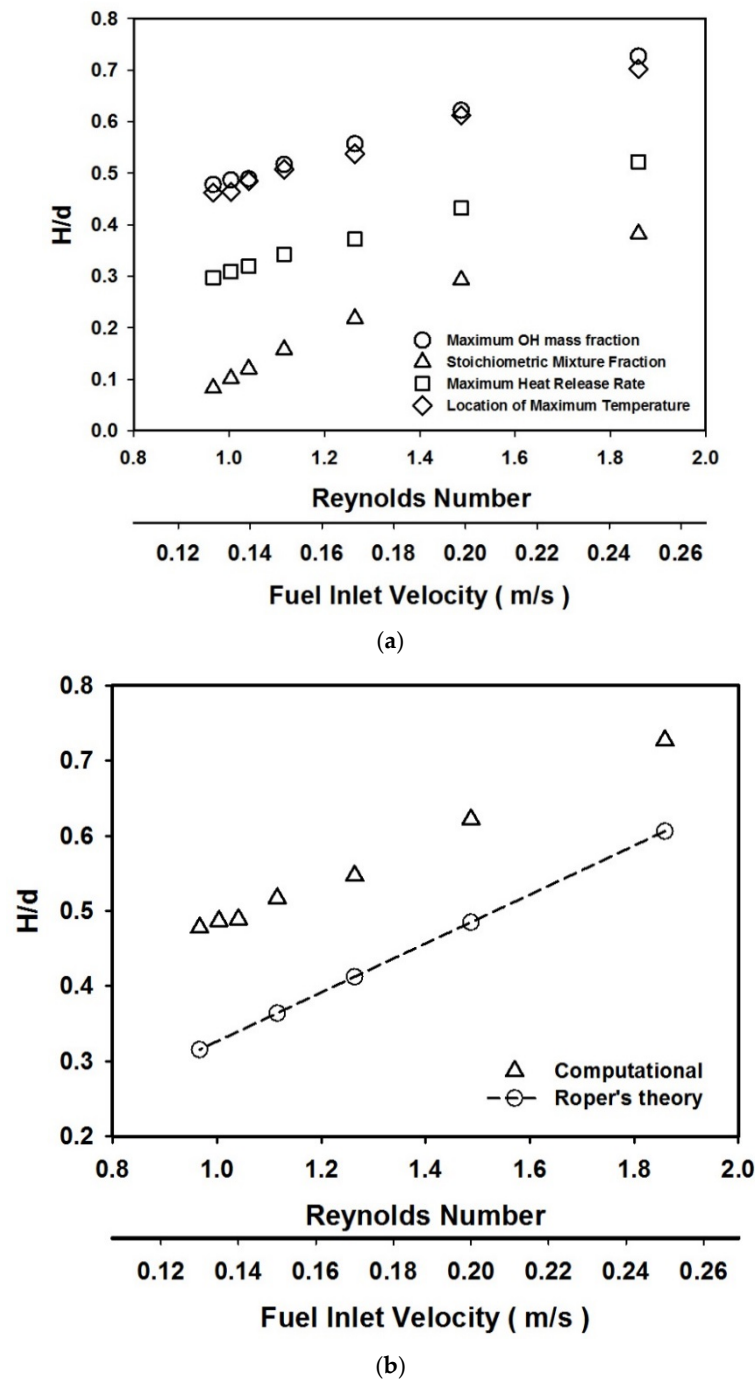 0.8
0.7
0.6
0.5
0.4
0.3
0.2
0.1
0.0
H/d
Maximum OH mass fraction
Stoichiometric Mixture Fraction
Maximum Heat Release Rate
Location of Maximum Temperature
0.8 1.0 1.2 1.4 1.6 1.8 2.0
Reynolds Number
0.12 0.14 0.16 0.18 0.20 0.22 0.24 0.26
Fuel Inlet Velocity ( m/s )
(a)
0.8
0.7
0.6
0.5
0.4
0.3
0.2
H/d
Computational
Roper's theory
0.8 1.0 1.2 1.4 1.6 1.8 2.0
Reynolds Number
0.12 0.14 0.16 0.18 0.20 0.22 0.24 0.26
Fuel Inlet Velocity ( m/s )
(b)